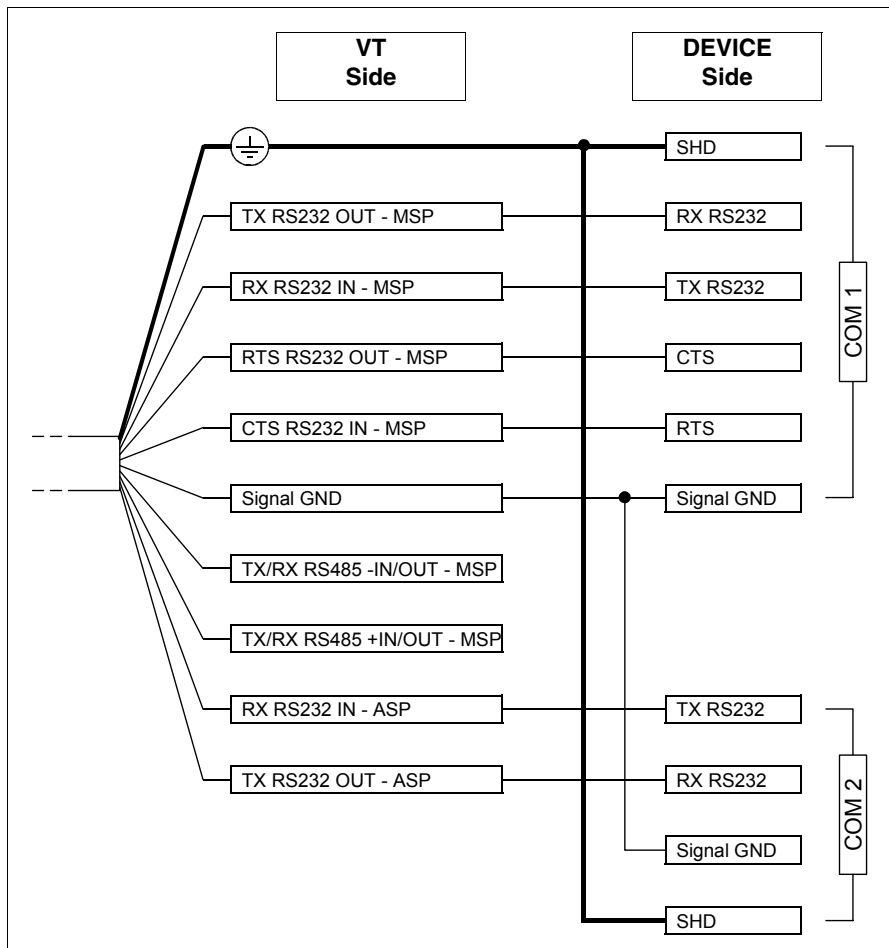 VT
Side
DEVICE
Side
SHD
TX RS232 OUT - MSP
RX RS232
RX RS232 IN - MSP
TX RS232
RTS RS232 OUT - MSP
CTS
CTS RS232 IN - MSP
RTS
Signal GND
Signal GND
COM 1
TX/RX RS485 -IN/OUT - MSP
TX/RX RS485 +IN/OUT - MSP
RX RS232 IN - ASP
TX RS232
TX RS232 OUT - ASP
RX RS232
Signal GND
SHD
COM 2